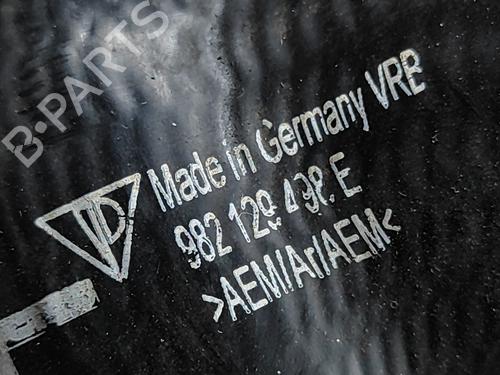 B·PARTS
Made in Germany VRB
982 129 498. E
>AEM/Ar/AEM<